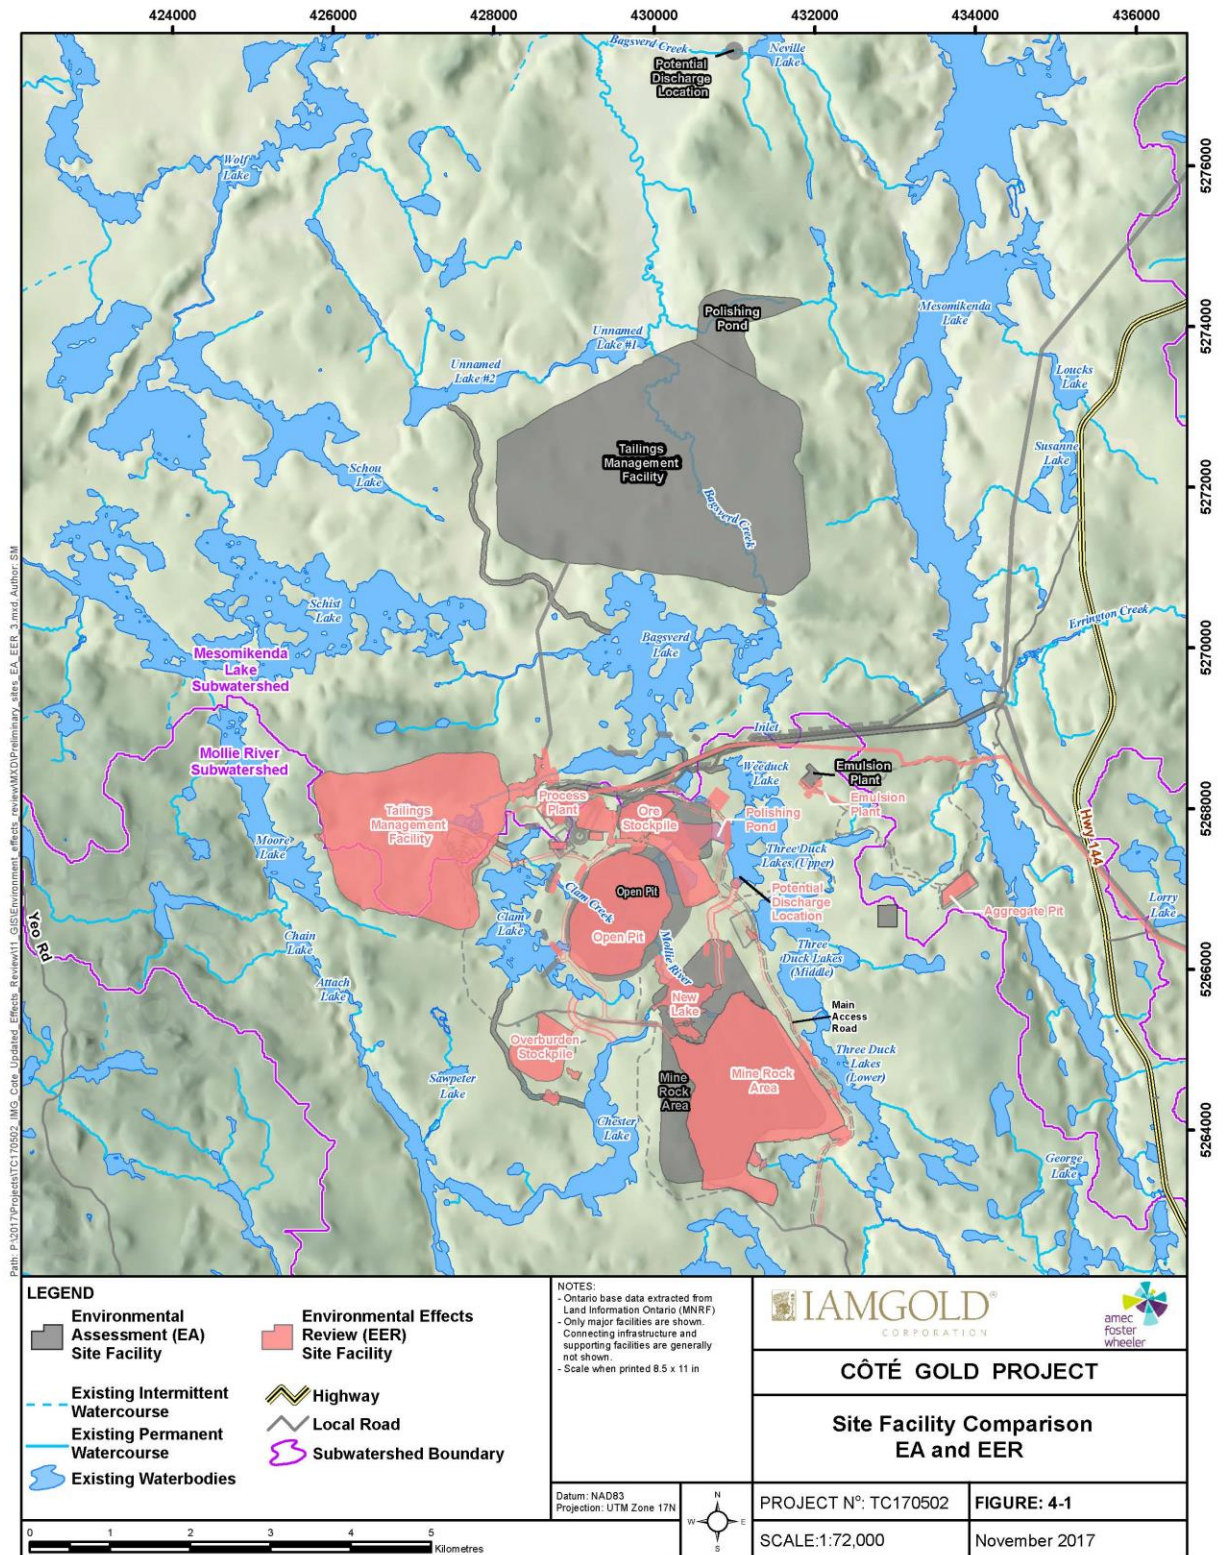 424000
426000
428000
430000
432000
434000
436000
Bagsverd Creek
Neville
Lake
Potential
Discharge
Location
5276000
Wolf
Lake
Mesomikenda
Lake
5274000
Polishing
Pond
Unnamed
Lake #1
Unnamed
Lake #2
Loucks
Lake
Tailings
Management
Facility
Susanne
Lake
Schou
Lake
5272000
Bagsverd Creek
Schist
Lake
Errington Creek
Bagsverd
Lake
5270000
Mesomikenda
Lake
Subwatershed
Mollie River
Subwatershed
Inlet
Weeduck
Lake
Emulsion
Plant
Emulsion
Plant
5268000
Tailings
Management
Facility
Process
Plant
Ore
Stockpile
Polishing
Pond
Hwy 144
Moore
Lake
Three Duck
Lakes (Upper)
Open Pit
Clam Creek
Potential
Discharge
Location
Aggregate Pit
Lorry
Lake
Yeo Rd
Clam
Lake
Open Pit
Chain
Lake
Mollie River
Three
Duck Lakes
(Middle)
5266000
Attach
Lake
New
Lake
Main
Access
Road
Overburden
Stockpile
Three Duck
Lakes
(Lower)
Sawpeter
Lake
Mine
Rock
Area
Mine Rock
Area
Chester
Lake
5264000
George
Lake
Path: P:\2017\Projects\TC170502_IMG_Cote_Updated_Effects_Review\11_GIS\Environment_effects_review\MXD\Preliminary_sites_EA_EER_3.mxd, Author: SM
LEGEND
Environmental
Assessment (EA)
Site Facility
Environmental Effects
Review (EER)
Site Facility
Existing Intermittent
Watercourse
Existing Permanent
Watercourse
Existing Waterbodies
Highway
Local Road
Subwatershed Boundary
0 1 2 3 4 5
Kilometres
NOTES:
- Ontario base data extracted from
Land Information Ontario (MNRF)
- Only major facilities are shown.
Connecting infrastructure and
supporting facilities are generally
not shown.
- Scale when printed 8.5 x 11 in
Datum: NAD83
Projection: UTM Zone 17N
N
W E
S
IAMGOLD®
CORPORATION
amec
foster
wheeler
CÔTÉ GOLD PROJECT
Site Facility Comparison
EA and EER
PROJECT Nº: TC170502
FIGURE: 4-1
SCALE:1:72,000
November 2017